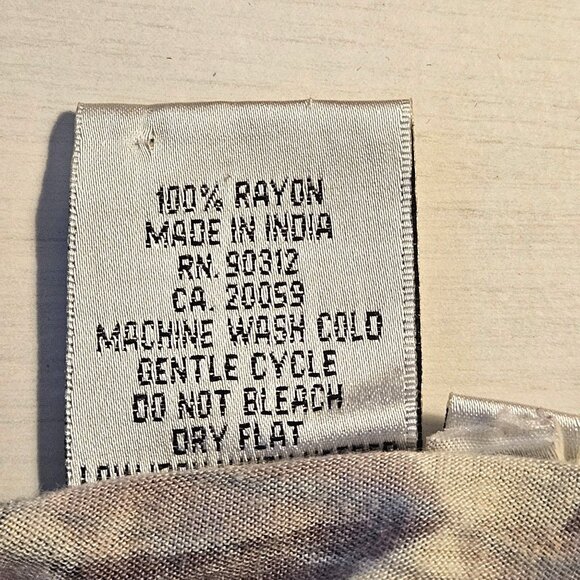 100% RAYON
MADE IN INDIA
RN. 90312
CA. 20059
MACHINE WASH COLD
GENTLE CYCLE
DO NOT BLEACH
DRY FLAT